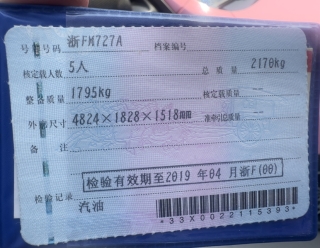 号牌号码 浙FM727A 档案编号
核定载人数 5人 总质量 2170kg
整备质量 1795kg 核定载质量 --
外廓尺寸 4824×1828×1518mm 准牵引总质量 --
备注 --
检验有效期至2019 年04 月浙F(00)
检验记录
汽油
*33X0022115393*